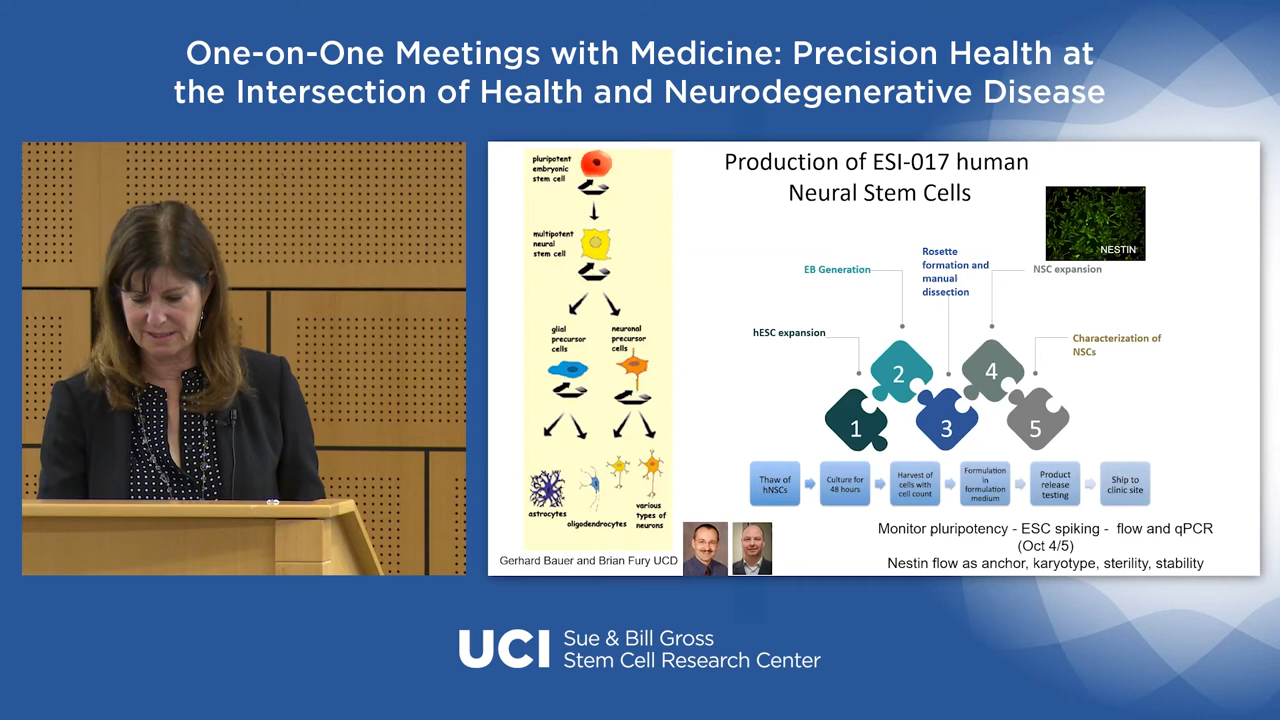 One-on-One Meetings with Medicine: Precision Health at
the Intersection of Health and Neurodegenerative Disease
pluripotent
embryonic
stem cell
multipotent
neural
stem cell
glial
precursor
cells
neuronal
precursor
cells
astrocytes
oligodendrocytes
various
types of
neurons
Gerhard Bauer and Brian Fury UCD
Production of ESI-017 human
Neural Stem Cells
NESTIN
Rosette
formation and
manual
dissection
EB Generation
NSC expansion
hESC expansion
Characterization of
NSCs
1
2
3
4
5
Thaw of
hNSCs
Culture for
48 hours
Harvest of
cells with
cell count
Formulation
in
formulation
medium
Product
release
testing
Ship to
clinic site
Monitor pluripotency - ESC spiking - flow and qPCR
(Oct 4/5)
Nestin flow as anchor, karyotype, sterility, stability
UCI
Sue & Bill Gross
Stem Cell Research Center